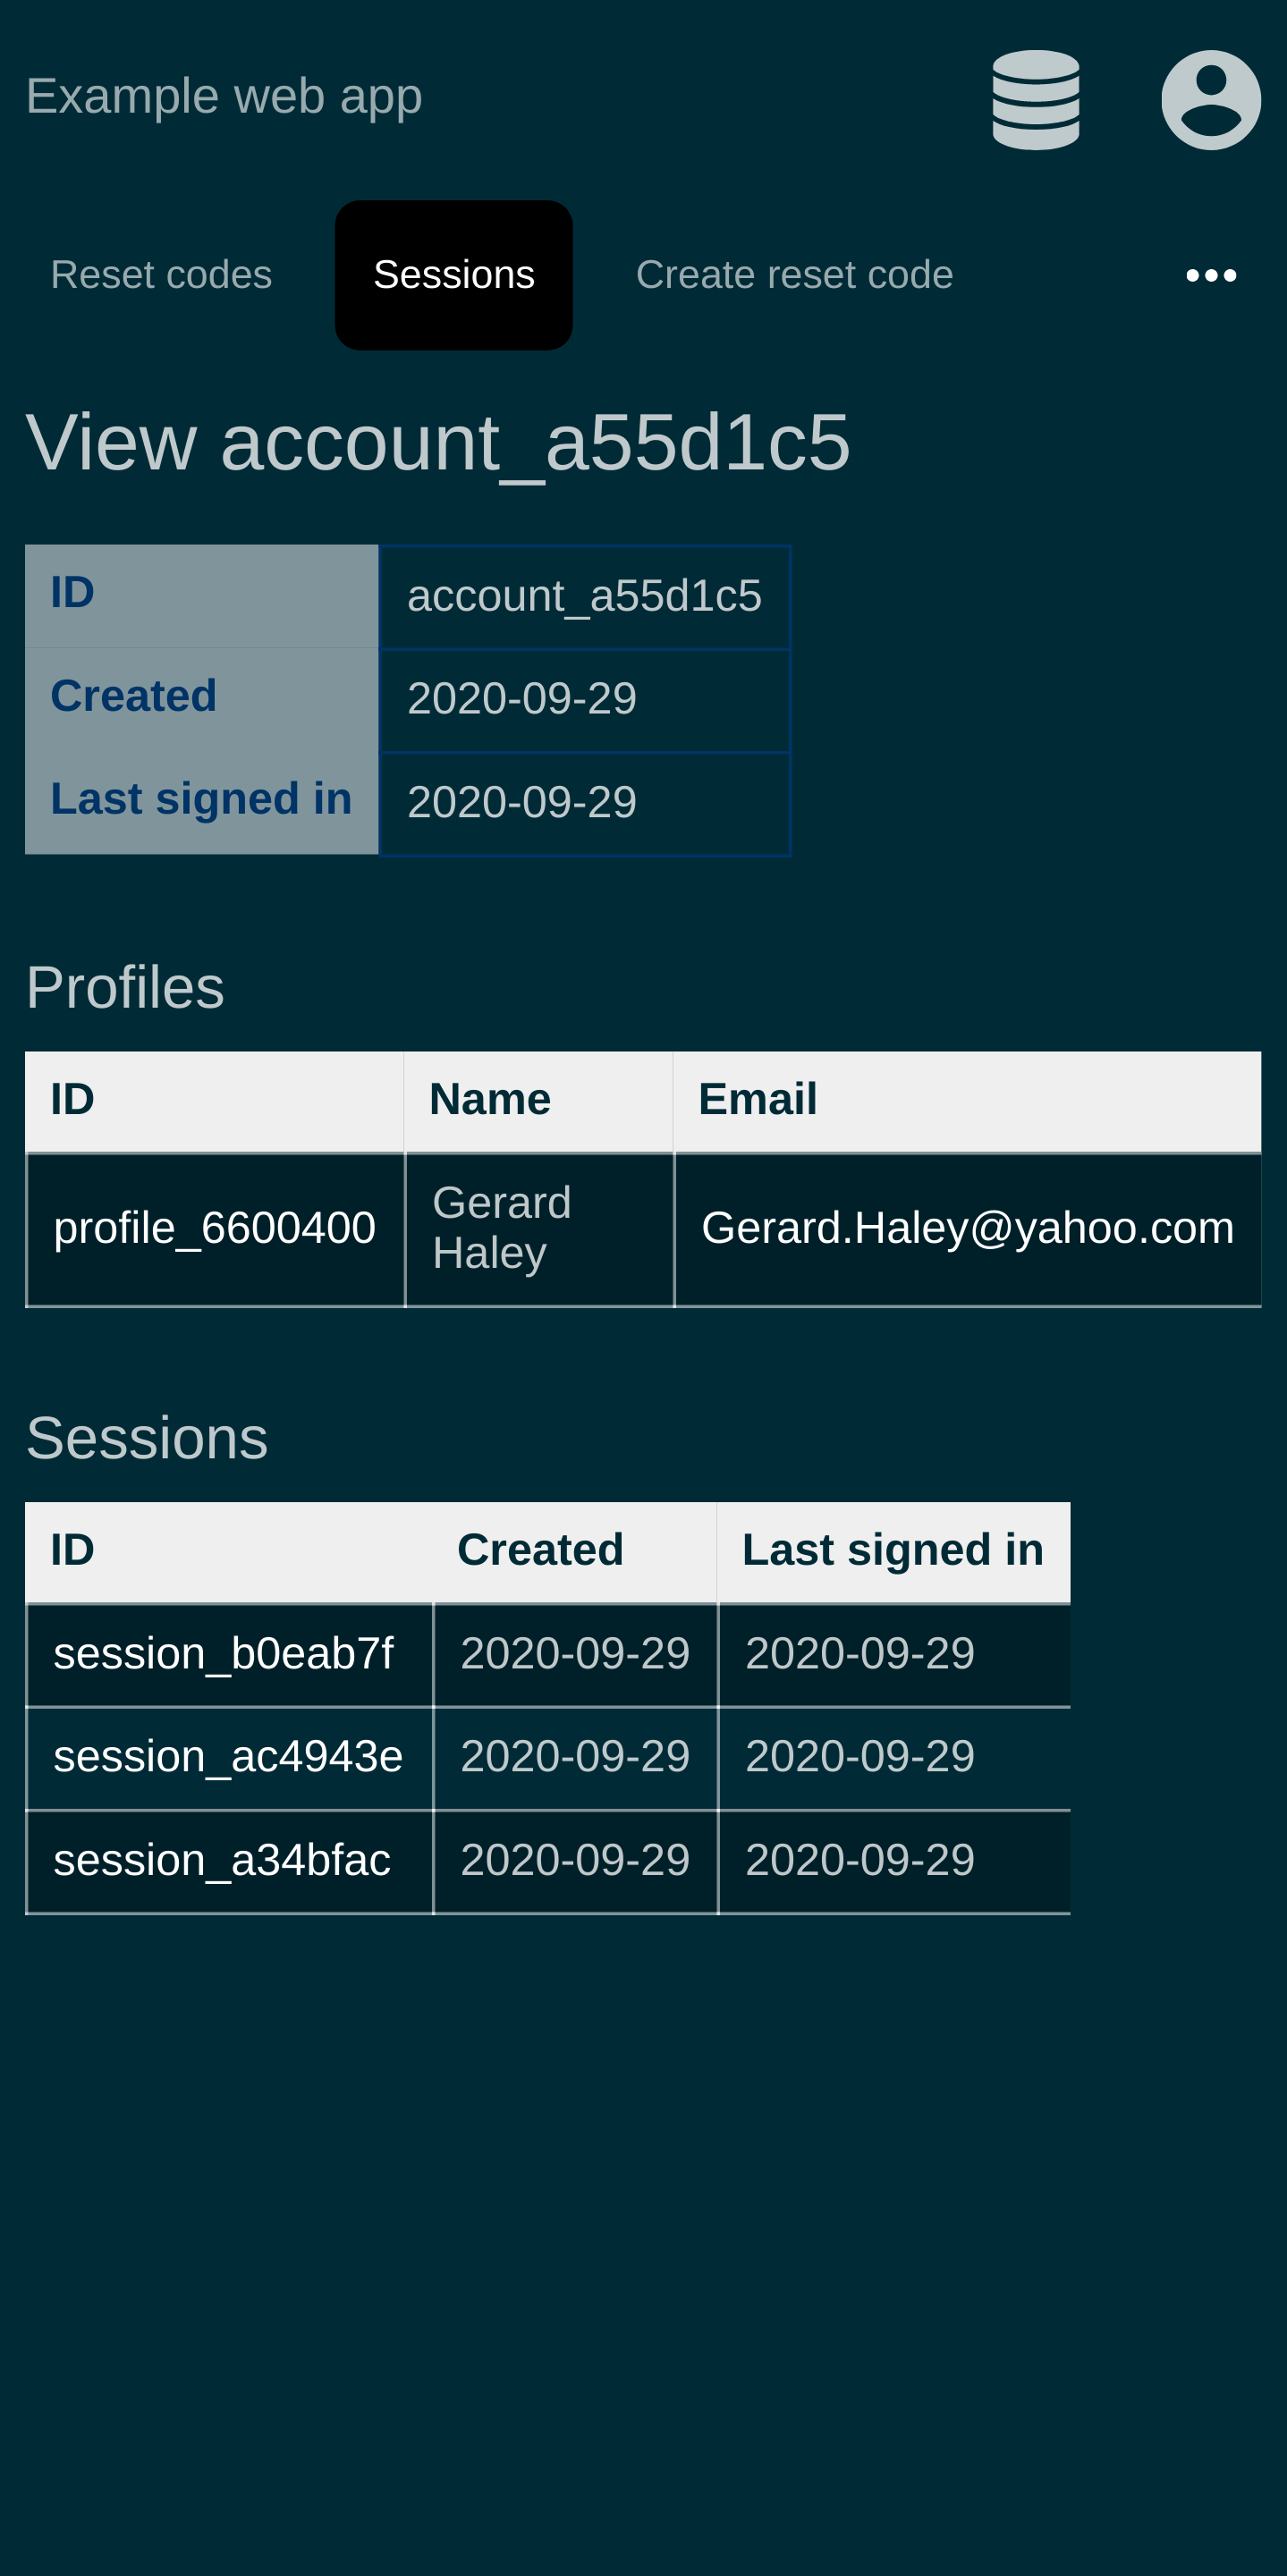 Example web app
Reset codes Sessions Create reset code •••
View account_a55d1c5
ID account_a55d1c5
Created 2020-09-29
Last signed in 2020-09-29
Profiles
ID Name Email
profile_6600400 Gerard Haley Gerard.Haley@yahoo.com
Sessions
ID Created Last signed in
session_b0eab7f 2020-09-29 2020-09-29
session_ac4943e 2020-09-29 2020-09-29
session_a34bfac 2020-09-29 2020-09-29